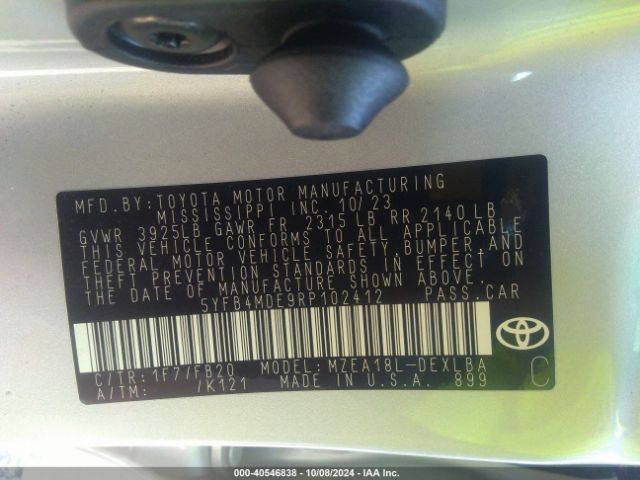 MFD.BY:TOYOTA MOTOR MANUFACTURING
MISSISSIPPI INC. 10/23
GVWR 3925LB GAWR FR 2315 LB RR 2140 LB
THIS VEHICLE CONFORMS TO ALL APPLICABLE
FEDERAL MOTOR VEHICLE SAFETY, BUMPER AND
THEFT PREVENTION STANDARDS IN EFFECT ON
THE DATE OF MANUFACTURE SHOWN ABOVE.
5YFB4MDE9RP102412 PASS.CAR
C/TR: 1F7/FB20 MODEL: MZEA18L-DEXLBA
A/TM: /K121 MADE IN U.S.A. 899
C
000-40546838 - 10/08/2024 - IAA Inc.